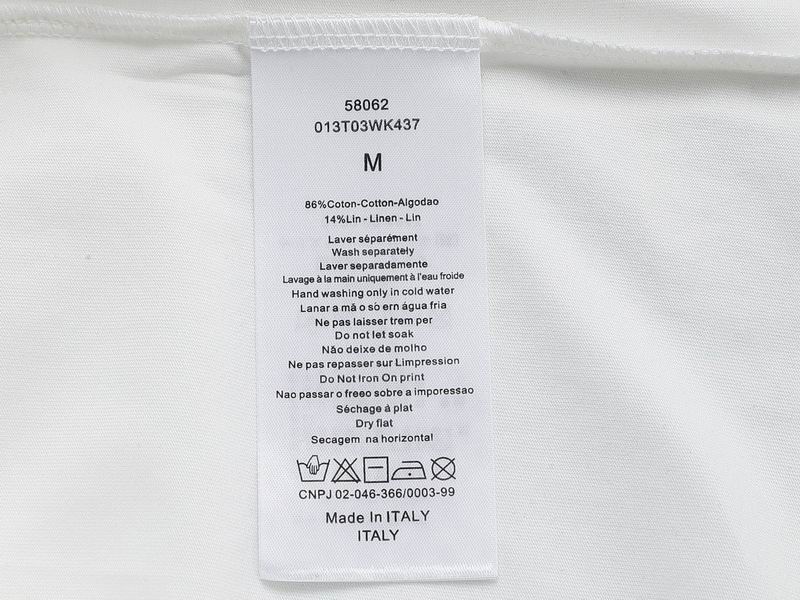 58062
013T03WK437
M
86%Coton-Cotton-Algodao
14%Lin - Linen - Lin
Laver séparément
Wash separately
Laver separadamente
Lavage à la main uniquement à l'eau froide
Hand washing only in cold water
Lanar a mã o sò ern água fria
Ne pas laisser trem per
Do not let soak
Não deixe de molho
Ne pas repasser sur Limpression
Do Not Iron On print
Nao passar o freeo sobre a imporessao
Séchage à plat
Dry flat
Secagem na horizontal
CNPJ 02-046-366/0003-99
Made In ITALY
ITALY